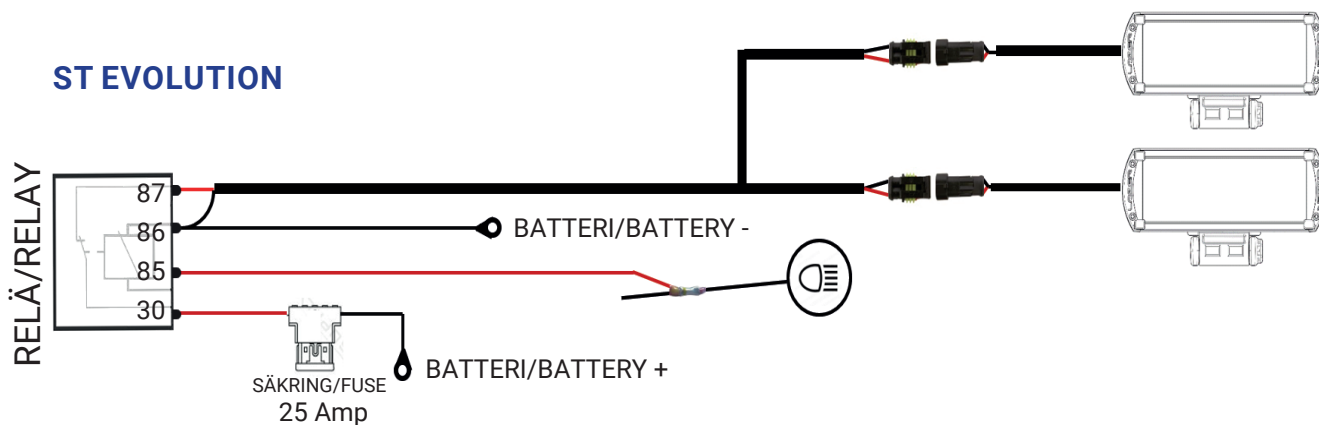 ST EVOLUTION
RELÄ/RELAY
87
86
85
30
BATTERI/BATTERY -
BATTERI/BATTERY +
SÄKRING/FUSE
25 Amp